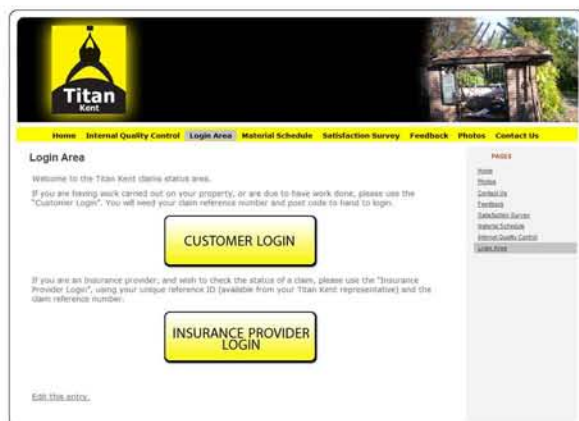 Titan
Kent
Home Internal Quality Control Login Area Material Schedule Satisfaction Survey Feedback Photos Contact Us
Login Area
Welcome to the Titan Kent claims status area.
If you are having work carried out on your property, or are due to have work done, please use the
"Customer Login". You will need your claim reference number and post code to hand to login.
CUSTOMER LOGIN
If you are an Insurance provider, and wish to check the status of a claim, please use the "Insurance
Provider Login", using your unique reference ID (available from your Titan Kent representative) and the
claim reference number.
INSURANCE PROVIDER
LOGIN
Edit this entry.
PAGES
Home
Photos
Contact Us
Feedback
Satisfaction Survey
Material Schedule
Internal Quality Control
Login Area